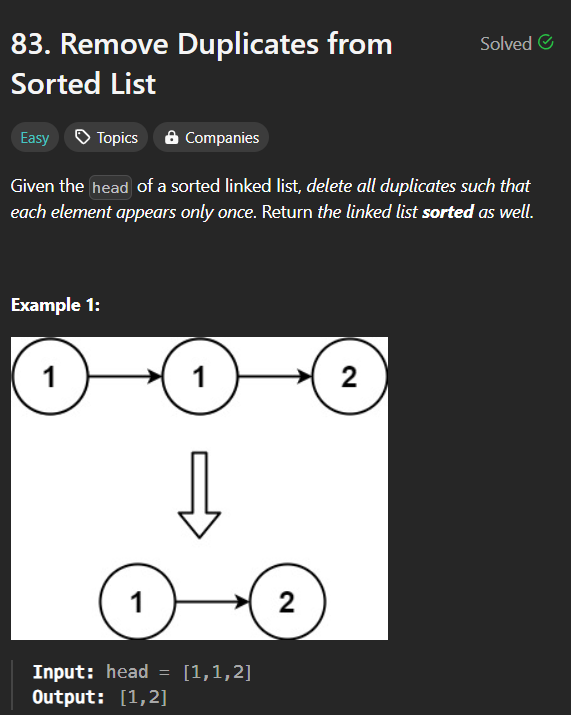 83. Remove Duplicates from
Sorted List
Solved
Easy
Topics
Companies
Given the head of a sorted linked list, delete all duplicates such that
each element appears only once. Return the linked list sorted as well.
Example 1:
1 1 2
1 2
Input: head = [1,1,2]
Output: [1,2]